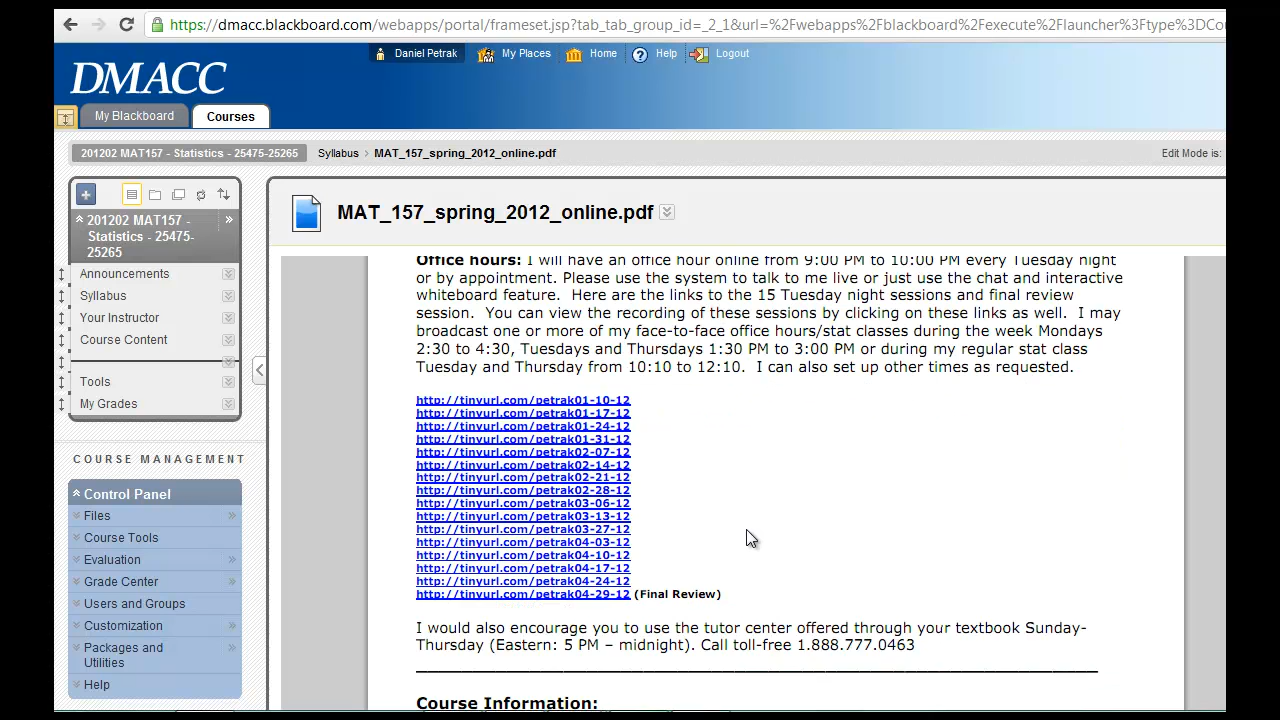 https://dmacc.blackboard.com/webapps/portal/frameset.jsp?tab_tab_group_id=_2_1&url=%2Fwebapps%2Fblackboard%2Fexecute%2Flauncher%3Ftype%3DCou
Daniel Petrak My Places Home Help Logout
DMACC
My Blackboard Courses
201202 MAT157 - Statistics - 25475-25265 Syllabus > MAT_157_spring_2012_online.pdf Edit Mode is:
MAT_157_spring_2012_online.pdf
201202 MAT157 -
Statistics - 25475-
25265
Announcements
Syllabus
Your Instructor
Course Content
Tools
My Grades
COURSE MANAGEMENT
Control Panel
Files
Course Tools
Evaluation
Grade Center
Users and Groups
Customization
Packages and
Utilities
Help
Office hours: I will have an office hour online from 9:00 PM to 10:00 PM every Tuesday night
or by appointment. Please use the system to talk to me live or just use the chat and interactive
whiteboard feature. Here are the links to the 15 Tuesday night sessions and final review
session. You can view the recording of these sessions by clicking on these links as well. I may
broadcast one or more of my face-to-face office hours/stat classes during the week Mondays
2:30 to 4:30, Tuesdays and Thursdays 1:30 PM to 3:00 PM or during my regular stat class
Tuesday and Thursday from 10:10 to 12:10. I can also set up other times as requested.
http://tinyurl.com/petrak01-10-12
http://tinyurl.com/petrak01-17-12
http://tinyurl.com/petrak01-24-12
http://tinyurl.com/petrak01-31-12
http://tinyurl.com/petrak02-07-12
http://tinyurl.com/petrak02-14-12
http://tinyurl.com/petrak02-21-12
http://tinyurl.com/petrak02-28-12
http://tinyurl.com/petrak03-06-12
http://tinyurl.com/petrak03-13-12
http://tinyurl.com/petrak03-27-12
http://tinyurl.com/petrak04-03-12
http://tinyurl.com/petrak04-10-12
http://tinyurl.com/petrak04-17-12
http://tinyurl.com/petrak04-24-12
http://tinyurl.com/petrak04-29-12 (Final Review)
I would also encourage you to use the tutor center offered through your textbook Sunday-
Thursday (Eastern: 5 PM – midnight). Call toll-free 1.888.777.0463
Course Information: